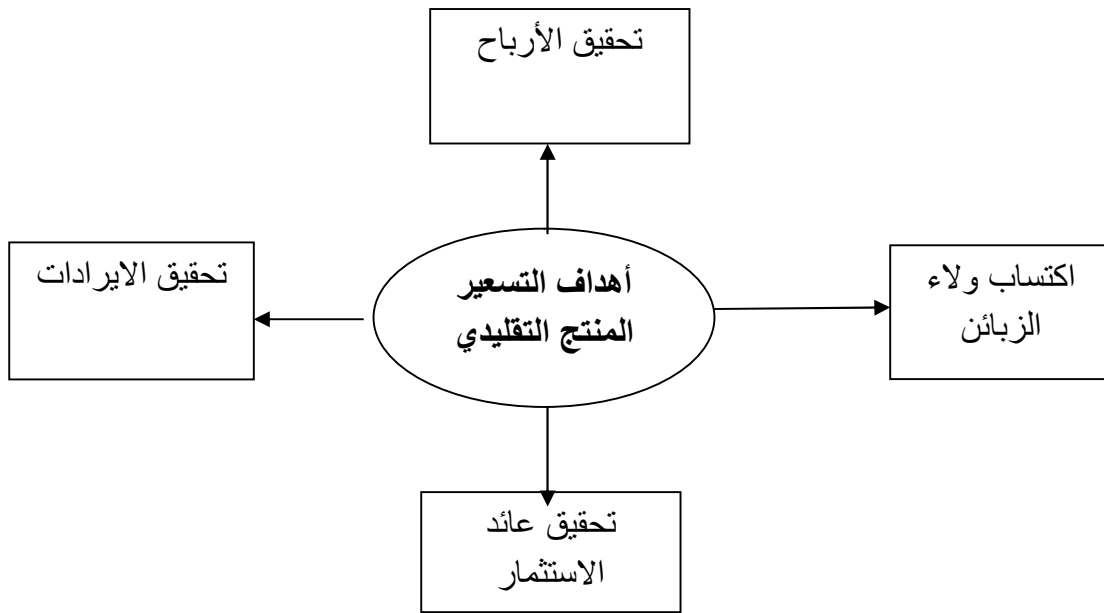 تحقيق الأرباح
اكتساب ولاء
الزبائن
أهداف التسعير
المنتج التقليدي
تحقيق الايرادات
تحقيق عائد
الاستثمار